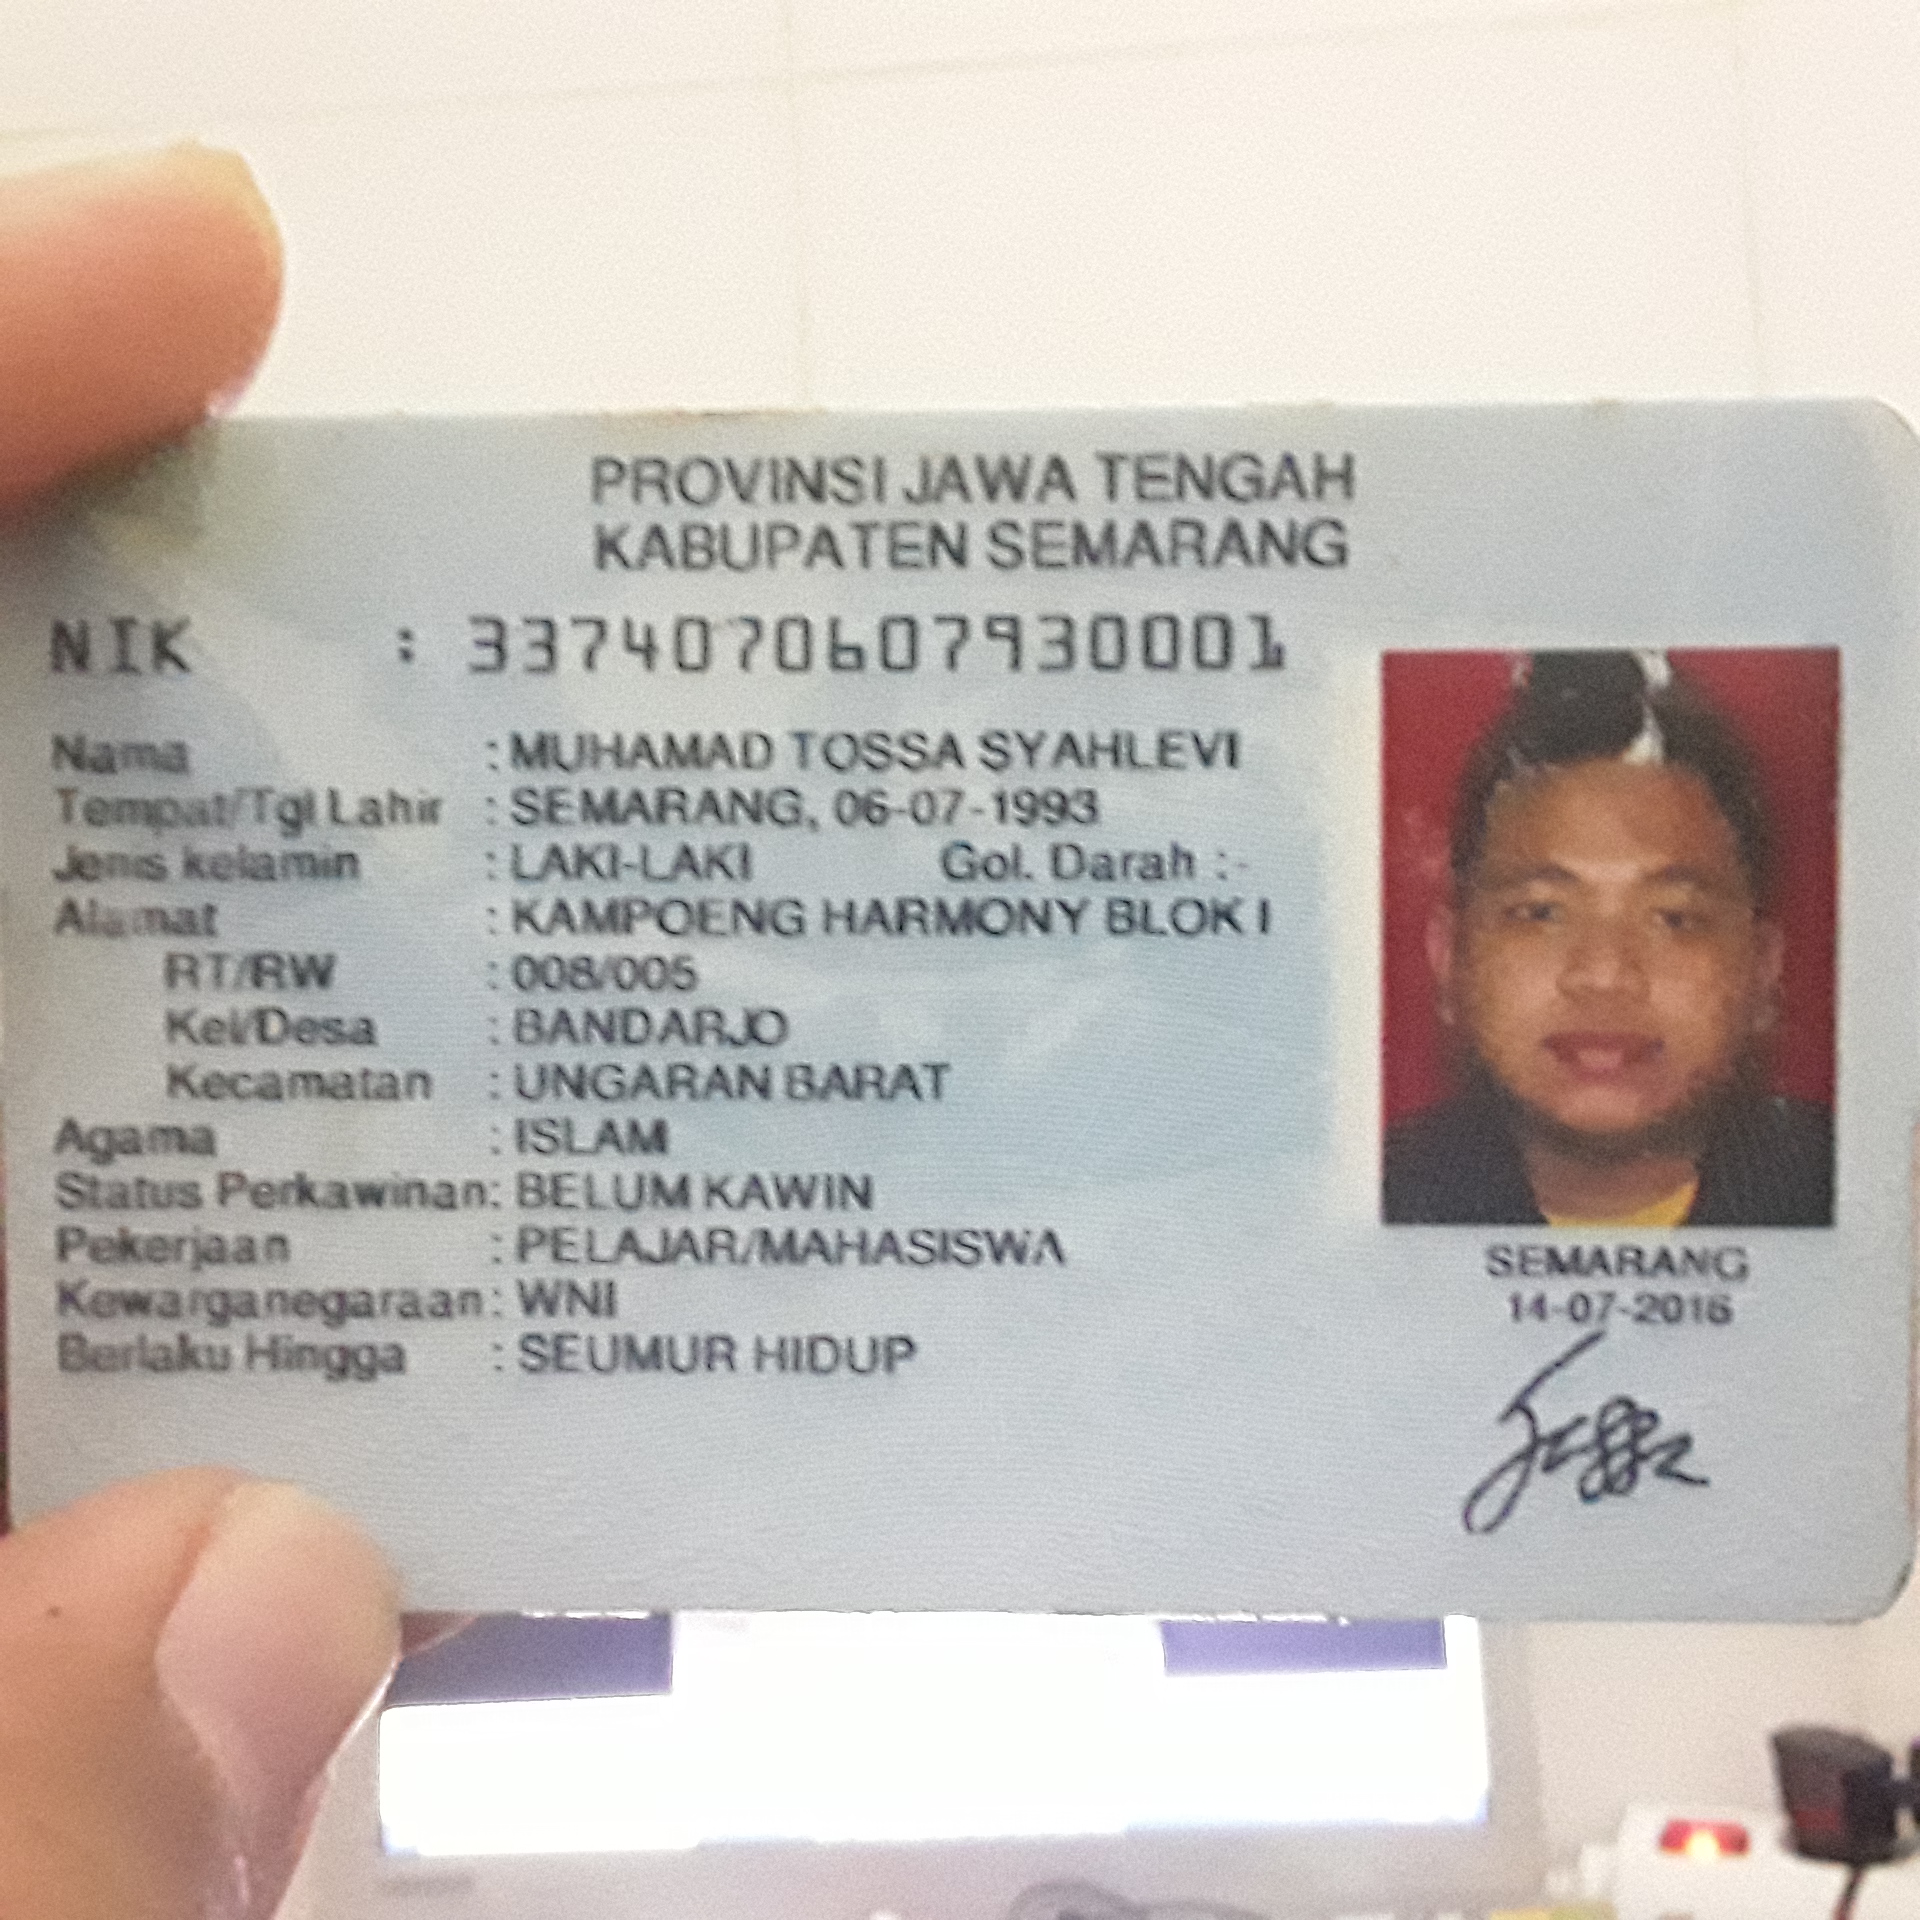 PROVINSI JAWA TENGAH
KABUPATEN SEMARANG
NIK : 3374070607930001
Nama : MUHAMAD TOSSA SYAHLEVI
Tempat/Tgl Lahir : SEMARANG, 06-07-1993
Jenis kelamin : LAKI-LAKI Gol. Darah : -
Alamat : KAMPOENG HARMONY BLOK I
RT/RW : 008/005
Kel/Desa : BANDARJO
Kecamatan : UNGARAN BARAT
Agama : ISLAM
Status Perkawinan: BELUM KAWIN
Pekerjaan : PELAJAR/MAHASISWA
Kewarganegaraan: WNI
Berlaku Hingga : SEUMUR HIDUP
SEMARANG
14-07-2016